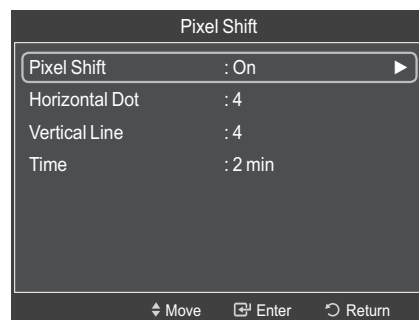 Pixel Shift
Pixel Shift : On ►
Horizontal Dot : 4
Vertical Line : 4
Time : 2 min
Move Enter Return